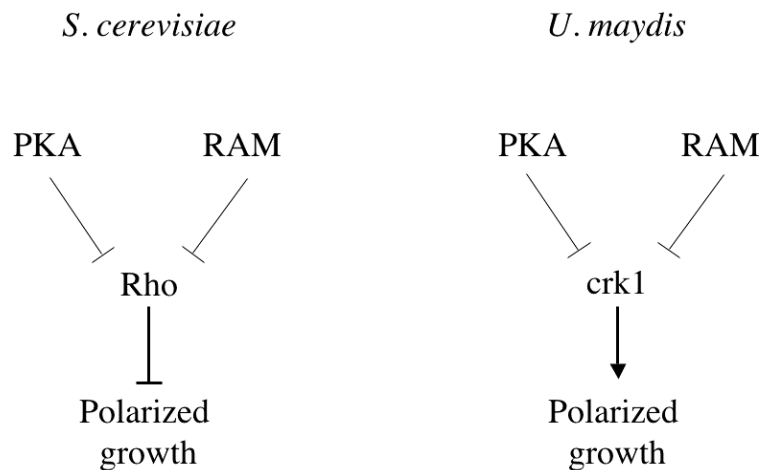 S. cerevisiae
U. maydis
PKA
RAM
PKA
RAM
Rho
crk1
Polarized
growth
Polarized
growth